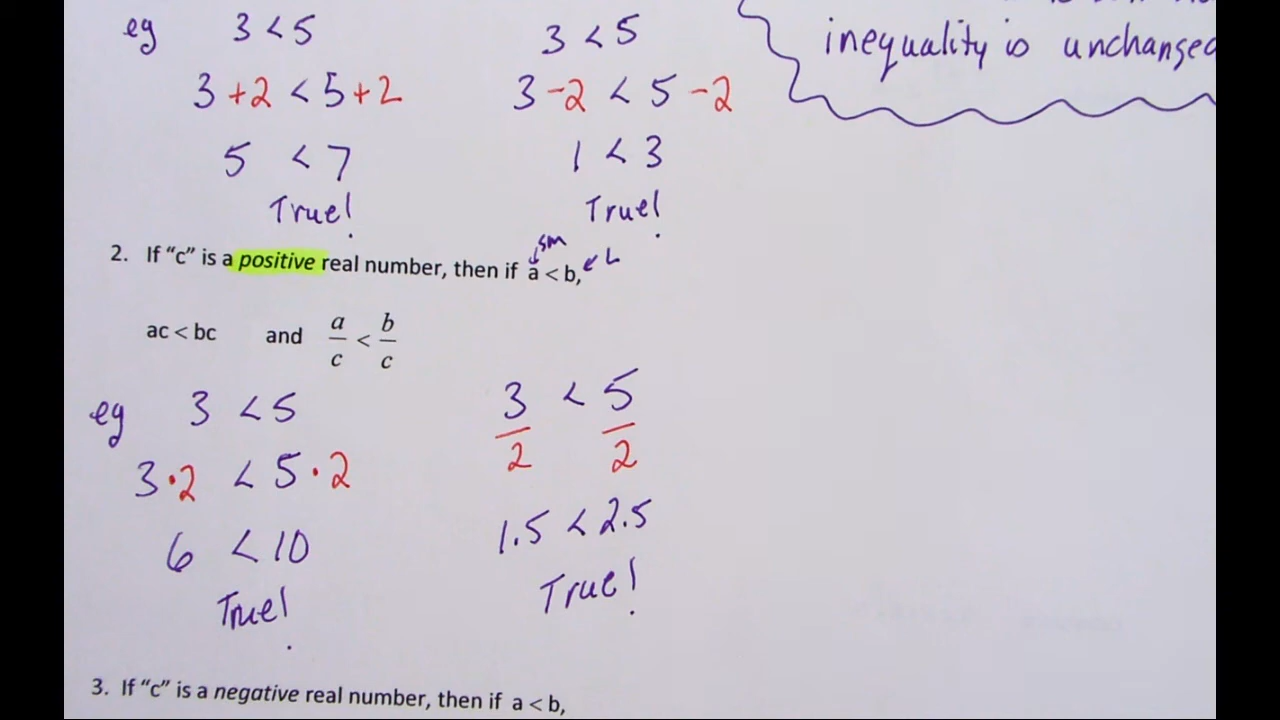 eg 3 < 5
3 + 2 < 5 + 2
5 < 7
True!
3 < 5
3 - 2 < 5 - 2
1 < 3
True!
inequality is unchanged
2. If “c” is a positive real number, then if a < b,
sm
L
ac < bc and a/c < b/c
eg 3 < 5
3 · 2 < 5 · 2
6 < 10
True!
3/2 < 5/2
1.5 < 2.5
True!
3. If “c” is a negative real number, then if a < b,